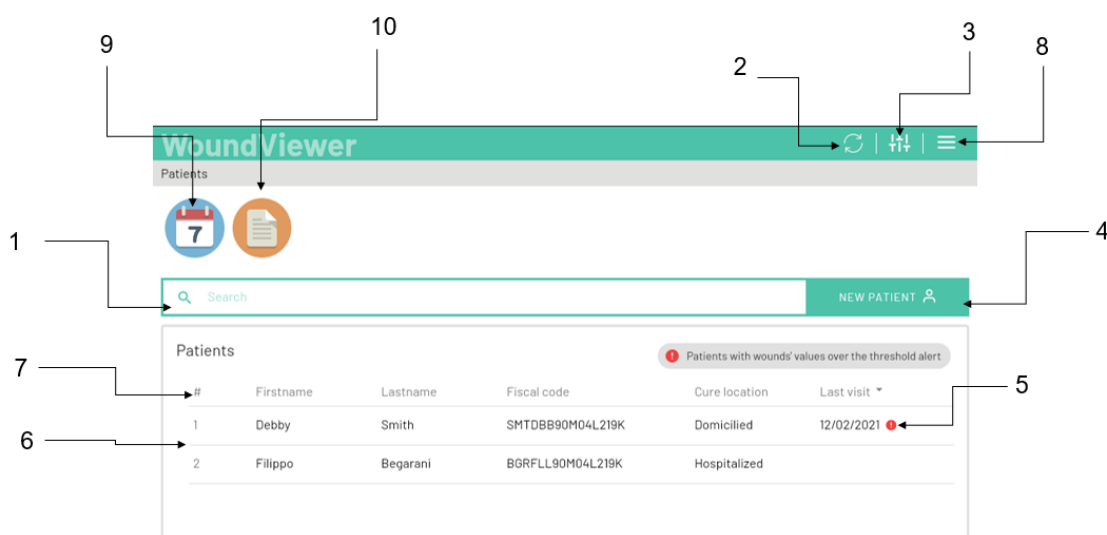 10
9
3
2
8
WoundViewer
Patients
7
1
4
Search
NEW PATIENT
Patients
Patients with wounds' values over the threshold alert
7
# Firstname Lastname Fiscal code Cure location Last visit
5
1 Debby Smith SMTDBB90M04L219K Domicilied 12/02/2021
6
2 Filippo Begarani BGRFLL90M04L219K Hospitalized